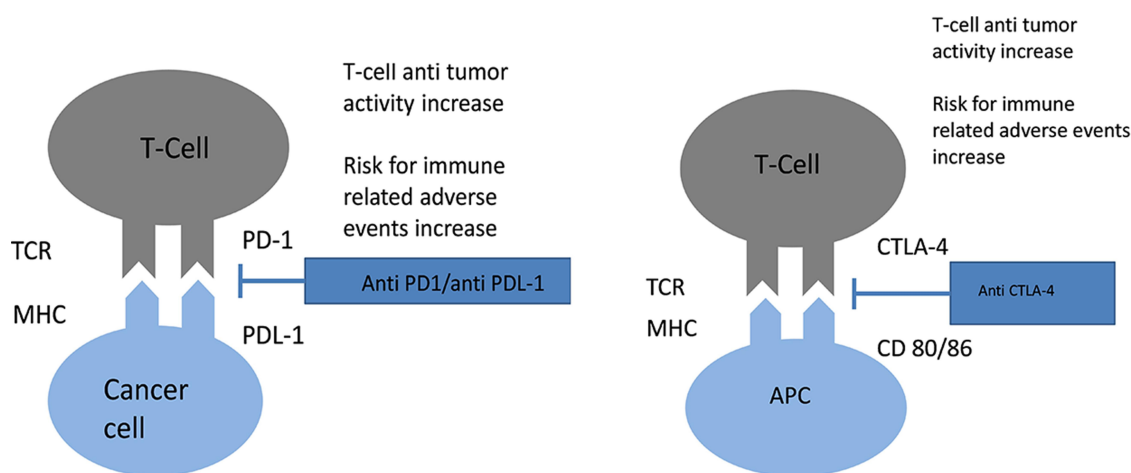 T-Cell
T-cell anti tumor
activity increase
Risk for immune
related adverse
events increase
TCR
PD-1
Anti PD1/anti PDL-1
MHC
PDL-1
Cancer
cell
T-cell anti tumor
activity increase
Risk for immune
related adverse events
increase
T-Cell
CTLA-4
TCR
Anti CTLA-4
MHC
CD 80/86
APC